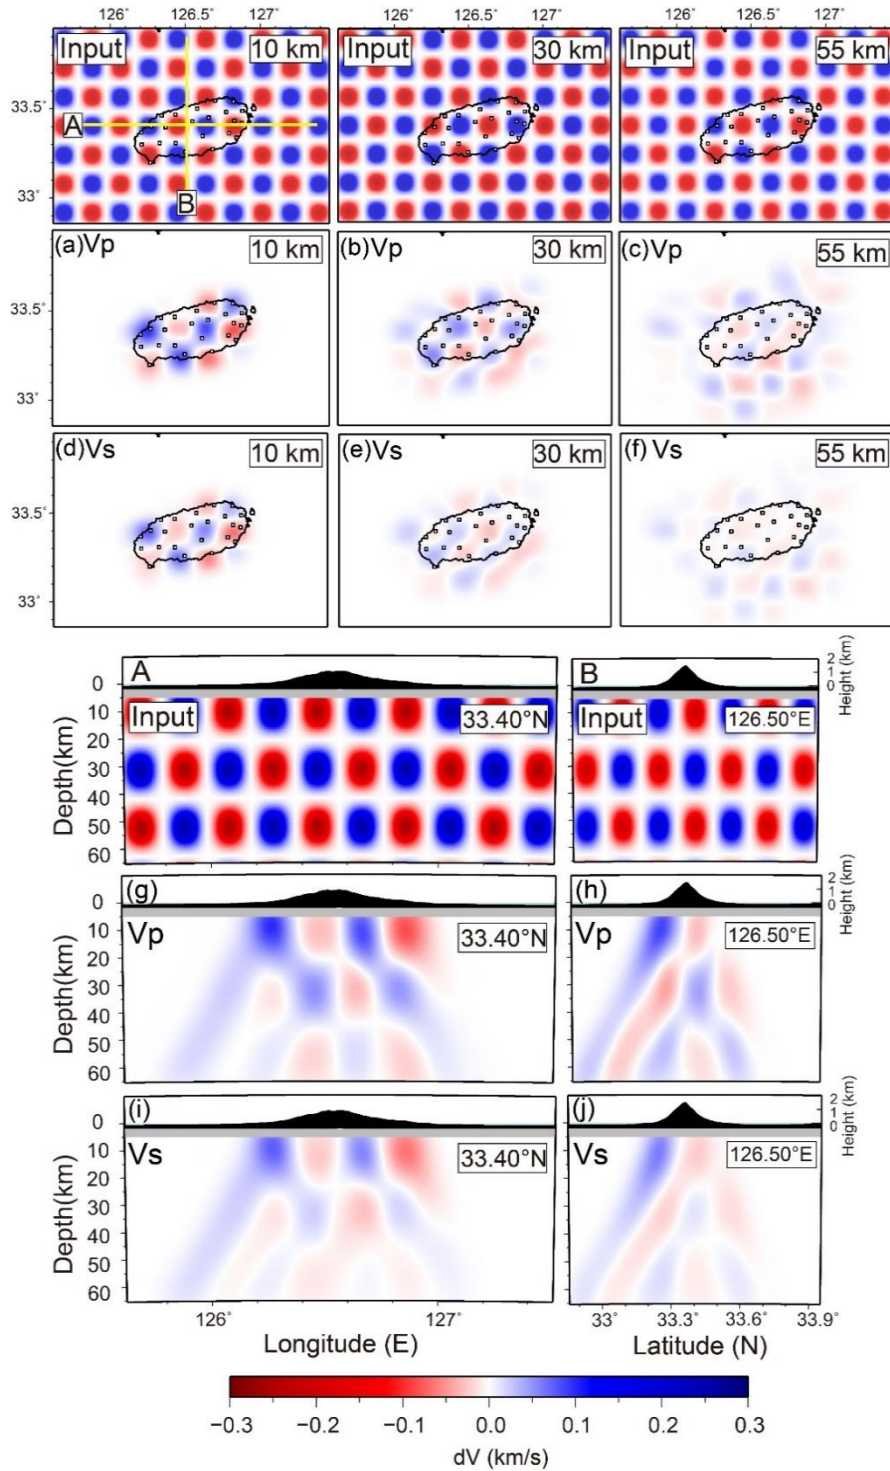 126° 126.5° 127° 126° 126.5° 127° 126° 126.5° 127°
Input 10 km Input 30 km Input 55 km
33.5°
A
33°
B
(a)Vp 10 km (b)Vp 30 km (c)Vp 55 km
33.5°
33°
(d)Vs 10 km (e)Vs 30 km (f)Vs 55 km
33.5°
33°
A B
0
2
1
0
Height (km)
Input 33.40°N Input 126.50°E
10
20
30
40
50
60
Depth(km)
(g) (h)
0
2
1
0
Height (km)
Vp 33.40°N Vp 126.50°E
10
20
30
40
50
60
Depth(km)
(i) (j)
0
2
1
0
Height (km)
Vs 33.40°N Vs 126.50°E
10
20
30
40
50
60
Depth(km)
126° 127° 33° 33.3° 33.6° 33.9°
Longitude (E) Latitude (N)
−0.3 −0.2 −0.1 0.0 0.1 0.2 0.3
dV (km/s)